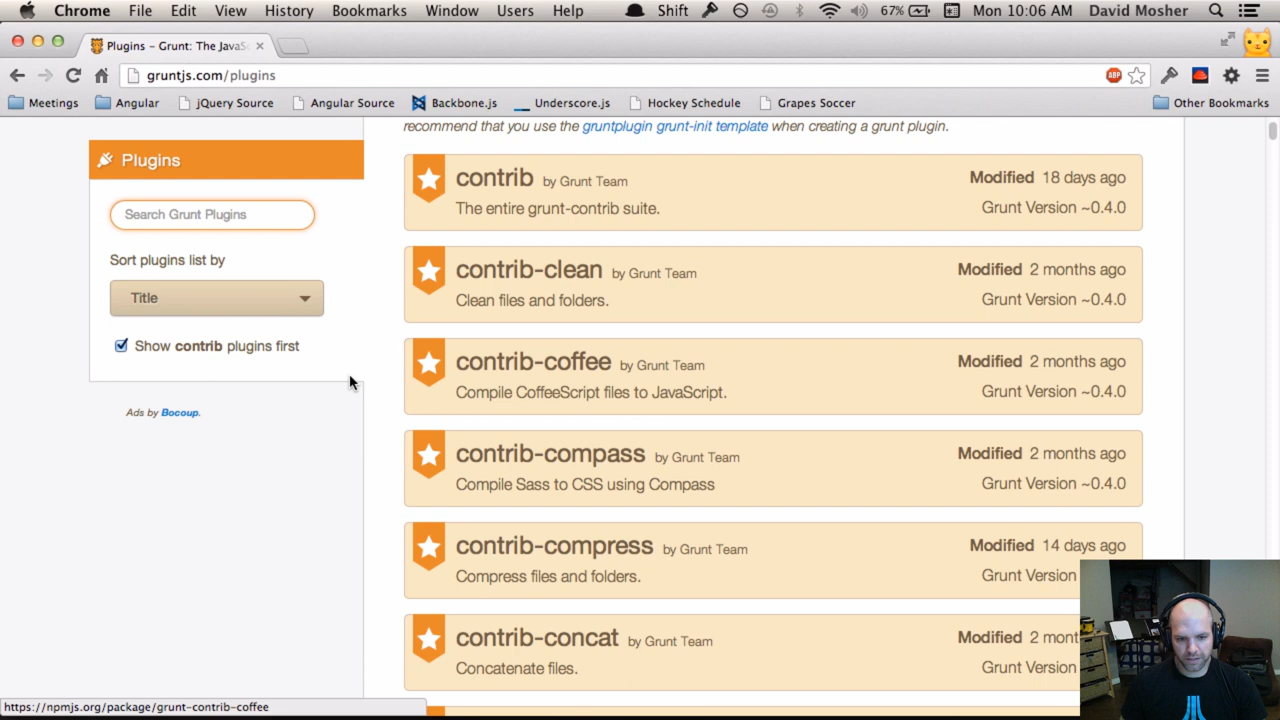 Chrome File Edit View History Bookmarks Window Users Help Shift 67% Mon 10:06 AM David Mosher
Plugins – Grunt: The JavaSc
gruntjs.com/plugins
ABP
Meetings Angular jQuery Source Angular Source Backbone.js Underscore.js Hockey Schedule Grapes Soccer Other Bookmarks
recommend that you use the gruntplugin grunt-init template when creating a grunt plugin.
Plugins
Search Grunt Plugins
Sort plugins list by
Title
Show contrib plugins first
Ads by Bocoup.
contrib by Grunt Team Modified 18 days ago
The entire grunt-contrib suite. Grunt Version ~0.4.0
contrib-clean by Grunt Team Modified 2 months ago
Clean files and folders. Grunt Version ~0.4.0
contrib-coffee by Grunt Team Modified 2 months ago
Compile CoffeeScript files to JavaScript. Grunt Version ~0.4.0
contrib-compass by Grunt Team Modified 2 months ago
Compile Sass to CSS using Compass Grunt Version ~0.4.0
contrib-compress by Grunt Team Modified 14 days ago
Compress files and folders. Grunt Version
contrib-concat by Grunt Team Modified 2 mont
Concatenate files. Grunt Version
https://npmjs.org/package/grunt-contrib-coffee